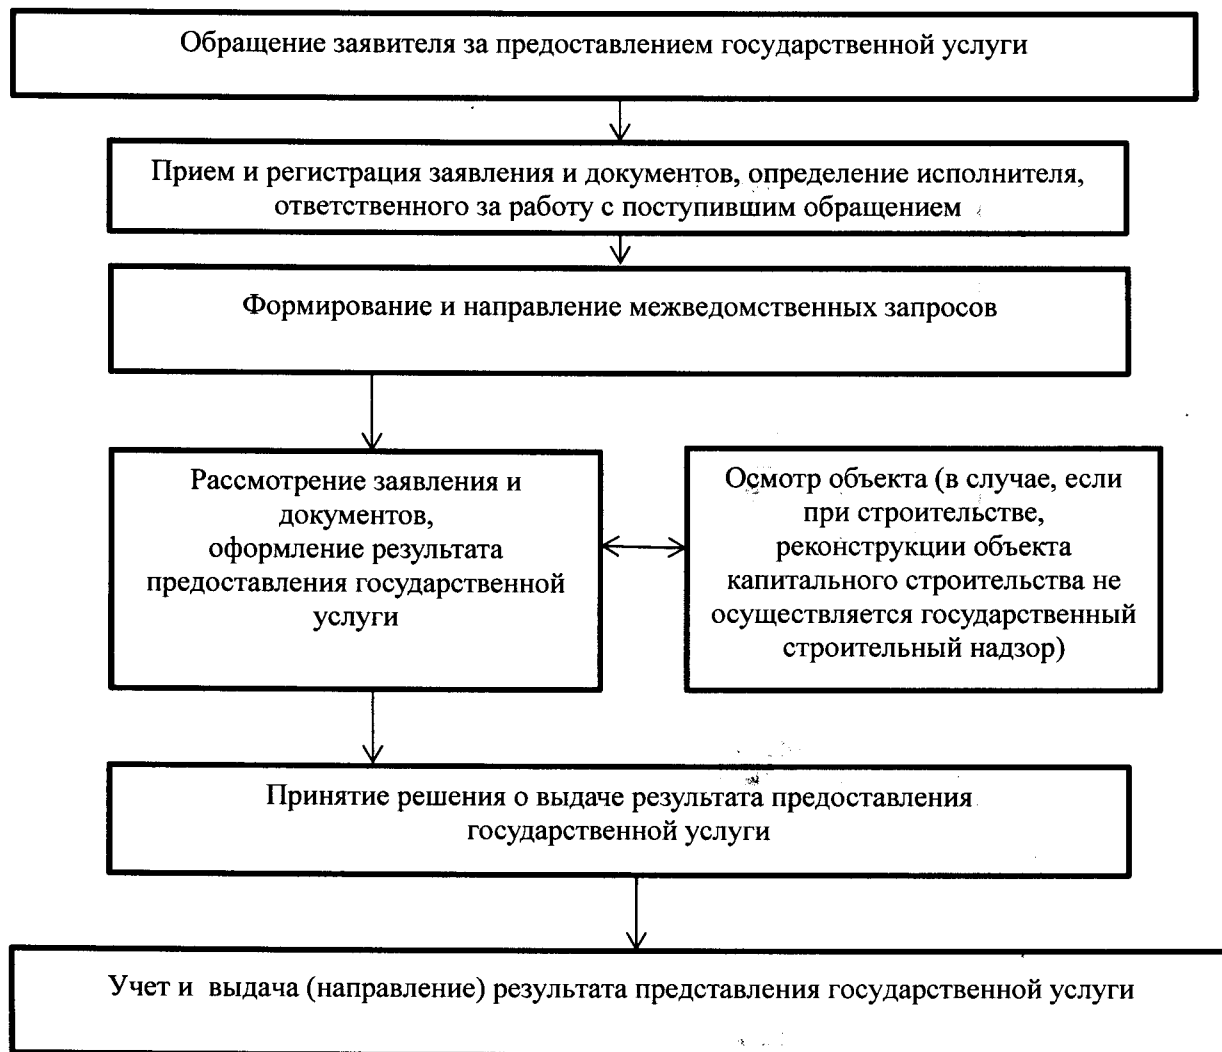 Обращение заявителя за предоставлением государственной услуги
Прием и регистрация заявления и документов, определение исполнителя,
ответственного за работу с поступившим обращением
Формирование и направление межведомственных запросов
Рассмотрение заявления и
документов,
оформление результата
предоставления государственной
услуги
Осмотр объекта (в случае, если
при строительстве,
реконструкции объекта
капитального строительства не
осуществляется государственный
строительный надзор)
Принятие решения о выдаче результата предоставления
государственной услуги
Учет и выдача (направление) результата представления государственной услуги